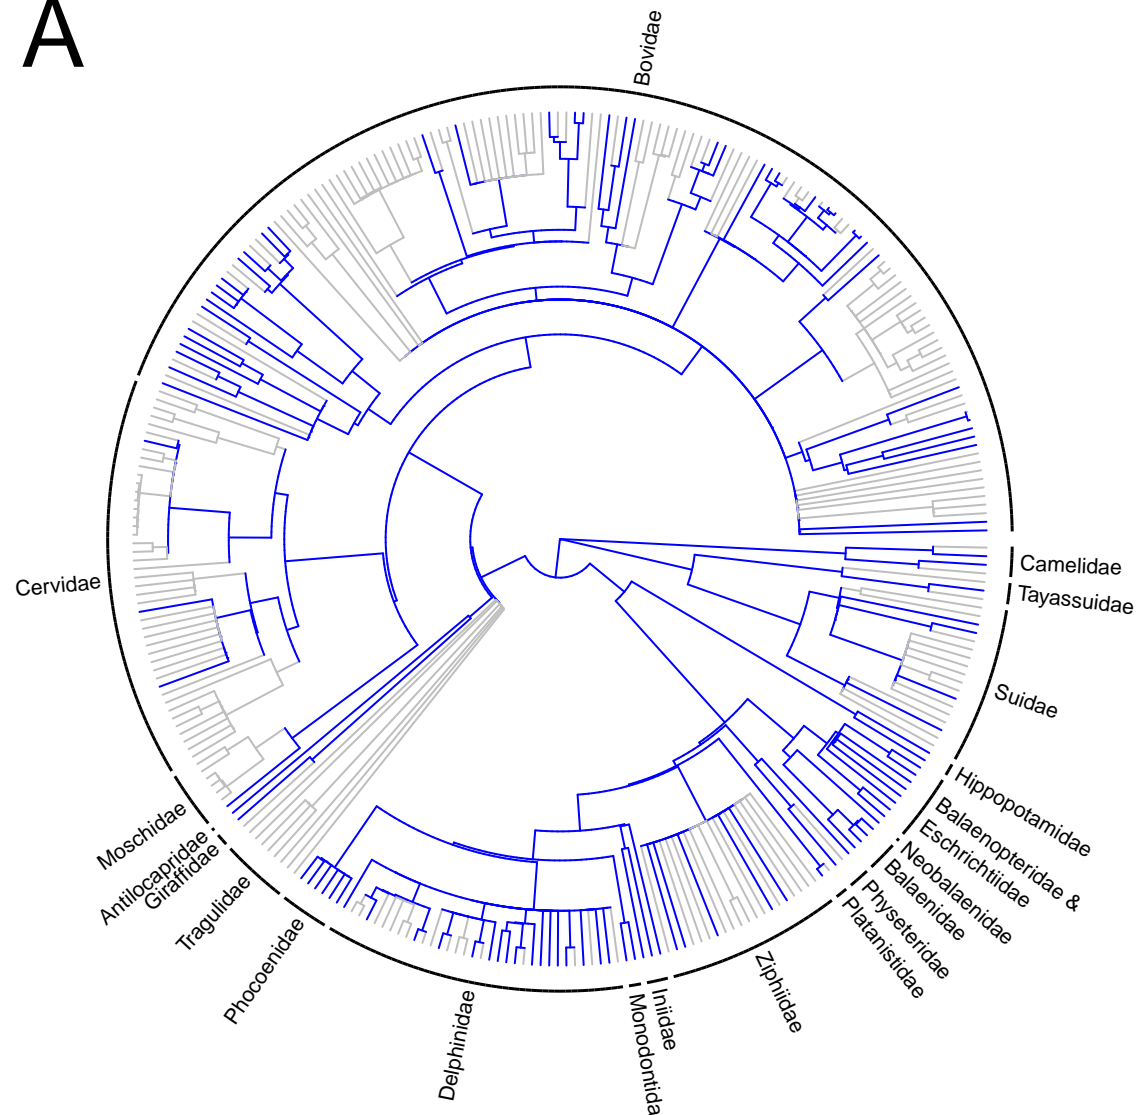 A
Bovidae
Camelidae
Tayassuidae
Suidae
Hippopotamidae
Balaenopteridae &
Eschrichtiidae
Neobalaenidae
Balaenidae
Physeteridae
Platanistidae
Ziphiidae
Iniidae
Monodontida
Delphinidae
Phocoenidae
Tragulidae
Giraffidae
Antilocapridae
Moschidae
Cervidae